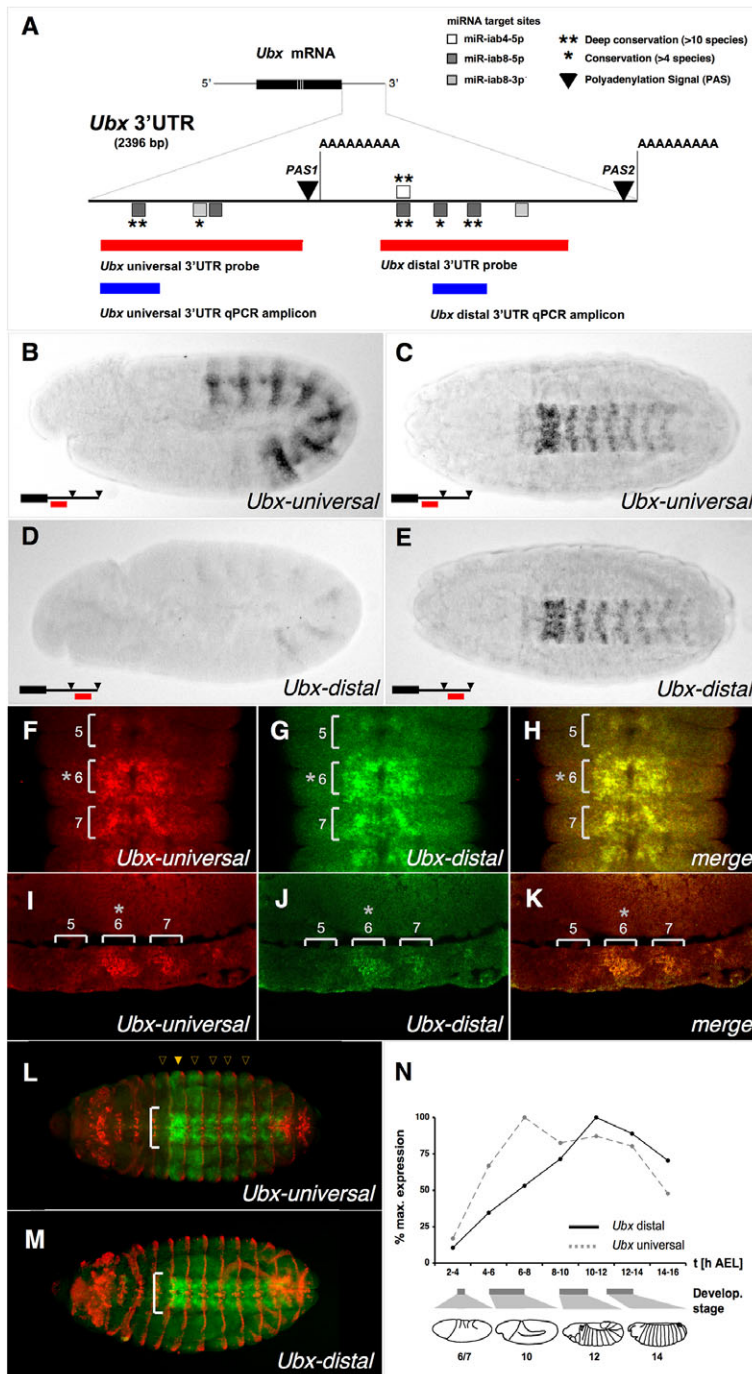 A
Ubx mRNA
5'
3'
miRNA target sites
miR-iab4-5p
miR-iab8-5p
miR-iab8-3p
** Deep conservation (>10 species)
* Conservation (>4 species)
Polyadenylation Signal (PAS)
Ubx 3'UTR
(2396 bp)
AAAAAAAAA
AAAAAAAAA
PAS1
**
PAS2
** * ** * **
Ubx universal 3'UTR probe
Ubx distal 3'UTR probe
Ubx universal 3'UTR qPCR amplicon
Ubx distal 3'UTR qPCR amplicon
B
Ubx-universal
C
Ubx-universal
D
Ubx-distal
E
Ubx-distal
F
5
*6
7
Ubx-universal
G
5
*6
7
Ubx-distal
H
5
*6
7
merge
I
*
5 6 7
Ubx-universal
J
*
5 6 7
Ubx-distal
K
*
5 6 7
merge
L
Ubx-universal
M
Ubx-distal
N
% max. expression
100
75
50
25
0
Ubx distal
Ubx universal
t [h AEL]
2-4 4-6 6-8 8-10 10-12 12-14 14-16
Develop.
stage
6/7 10 12 14